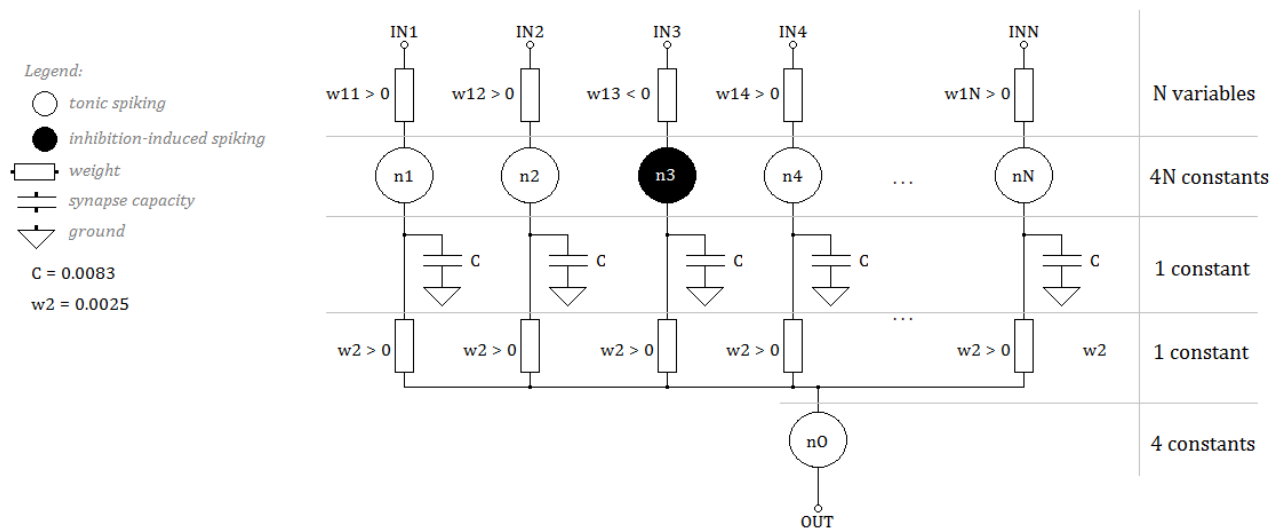 IN1 IN2 IN3 IN4 INN
Legend:
tonic spiking
inhibition-induced spiking
weight
synapse capacity
ground
C = 0.0083
w2 = 0.0025
w11 > 0 w12 > 0 w13 < 0 w14 > 0 w1N > 0 N variables
n1 n2 n3 n4 ... nN 4N constants
C C C C C 1 constant
...
w2 > 0 w2 > 0 w2 > 0 w2 > 0 w2 > 0 w2 1 constant
nO 4 constants
OUT